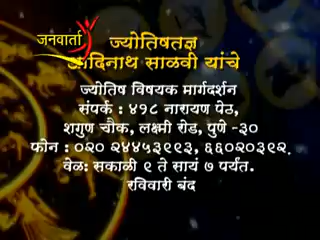 जनवार्ता
ज्योतिषतज्ञ
आदिनाथ साळवी यांचे
ज्योतिष विषयक मार्गदर्शन
संपर्क : ४१८ नारायण पेठ,
शगुण चौक, लक्ष्मी रोड, पुणे -३०
फोन : ०२० २४४५३९९३, ६६०२०३९२.
वेळ: सकाळी ९ ते सायं ७ पर्यंत.
रविवारी बंद